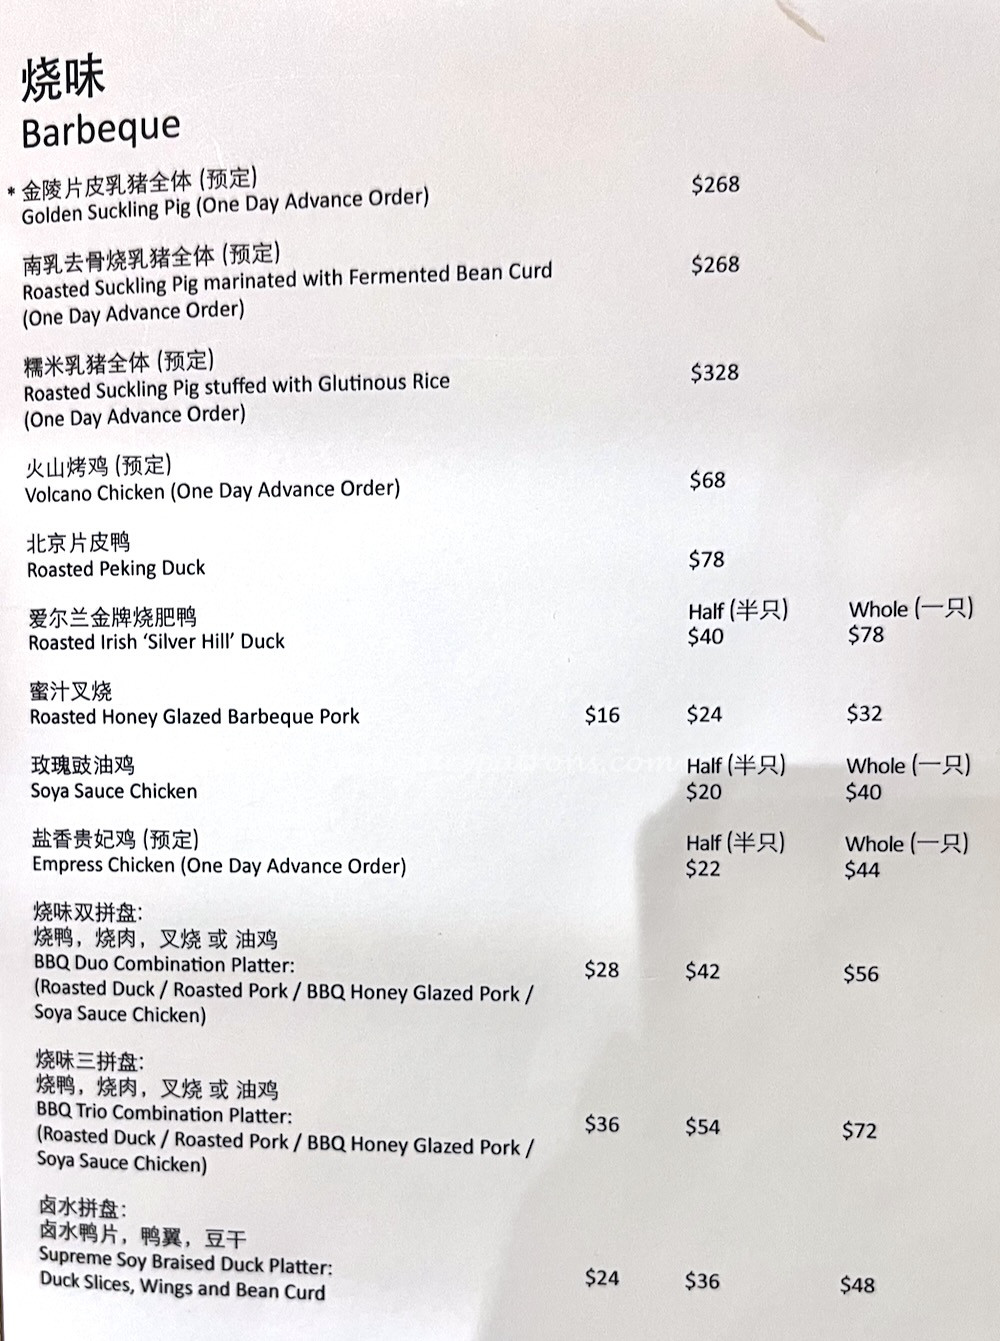 烧味
Barbeque
* 金陵片皮乳猪全体 (预定)
Golden Suckling Pig (One Day Advance Order) $268
南乳去骨烧乳猪全体 (预定)
Roasted Suckling Pig marinated with Fermented Bean Curd $268
(One Day Advance Order)
糯米乳猪全体 (预定)
Roasted Suckling Pig stuffed with Glutinous Rice $328
(One Day Advance Order)
火山烤鸡 (预定)
Volcano Chicken (One Day Advance Order) $68
北京片皮鸭
Roasted Peking Duck $78
爱尔兰金牌烧肥鸭 Half (半只) Whole (一只)
Roasted Irish ‘Silver Hill’ Duck $40 $78
蜜汁叉烧
Roasted Honey Glazed Barbeque Pork $16 $24 $32
玫瑰豉油鸡 Half (半只) Whole (一只)
Soya Sauce Chicken $20 $40
盐香贵妃鸡 (预定) Half (半只) Whole (一只)
Empress Chicken (One Day Advance Order) $22 $44
烧味双拼盘:
烧鸭，烧肉，叉烧 或 油鸡
BBQ Duo Combination Platter: $28 $42 $56
(Roasted Duck / Roasted Pork / BBQ Honey Glazed Pork /
Soya Sauce Chicken)
烧味三拼盘:
烧鸭，烧肉，叉烧 或 油鸡
BBQ Trio Combination Platter: $36 $54 $72
(Roasted Duck / Roasted Pork / BBQ Honey Glazed Pork /
Soya Sauce Chicken)
卤水拼盘:
卤水鸭片，鸭翼，豆干
Supreme Soy Braised Duck Platter:
Duck Slices, Wings and Bean Curd $24 $36 $48